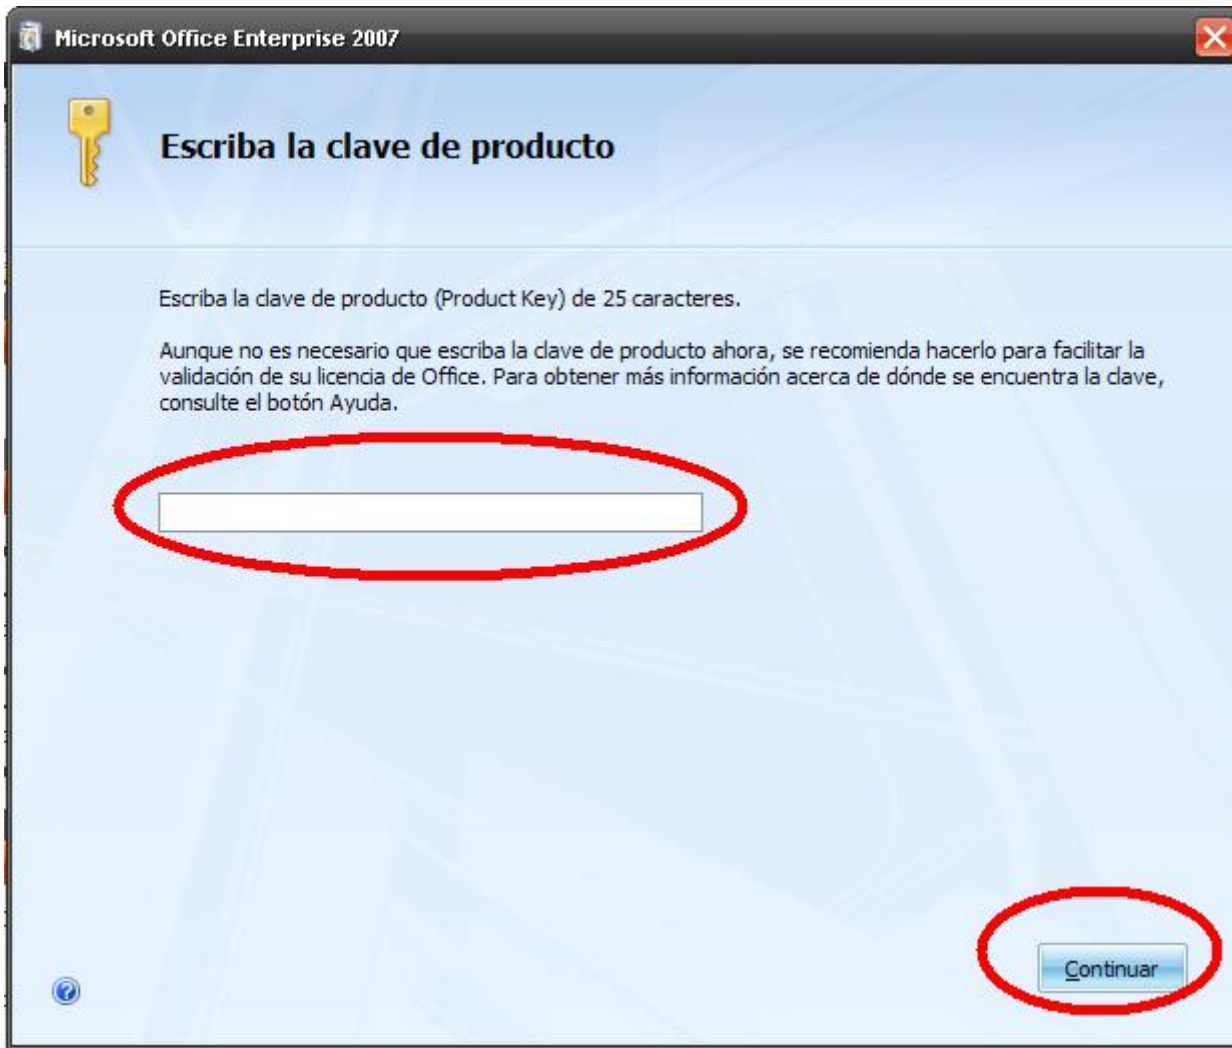 Microsoft Office Enterprise 2007
Escriba la clave de producto
Escriba la clave de producto (Product Key) de 25 caracteres.
Aunque no es necesario que escriba la clave de producto ahora, se recomienda hacerlo para facilitar la
validación de su licencia de Office. Para obtener más información acerca de dónde se encuentra la clave,
consulte el botón Ayuda.
Continuar